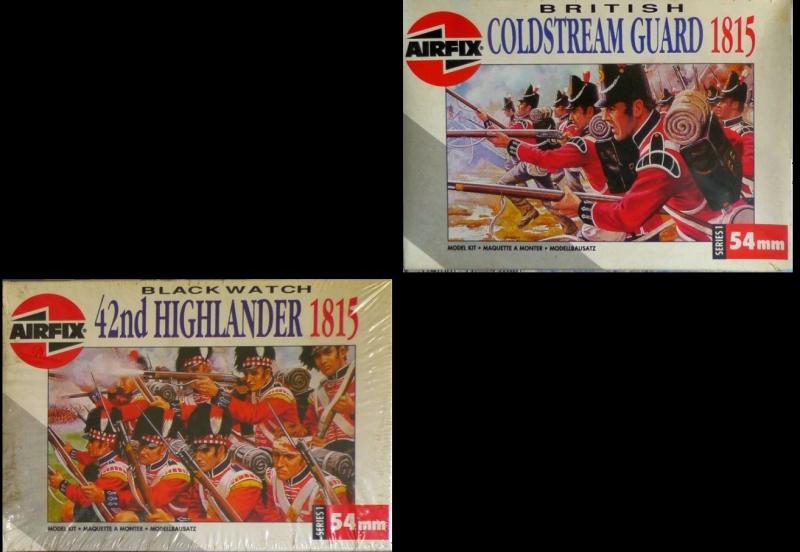 BRITISH
AIRFIX
COLDSTREAM GUARD 1815
MODEL KIT • MAQUETTE A MONTER • MODELLBAUSATZ
SERIES 1
54mm
BLACK WATCH
AIRFIX
42nd HIGHLANDER 1815
MODEL KIT • MAQUETTE A MONTER • MODELLBAUSATZ
SERIES 1
54mm